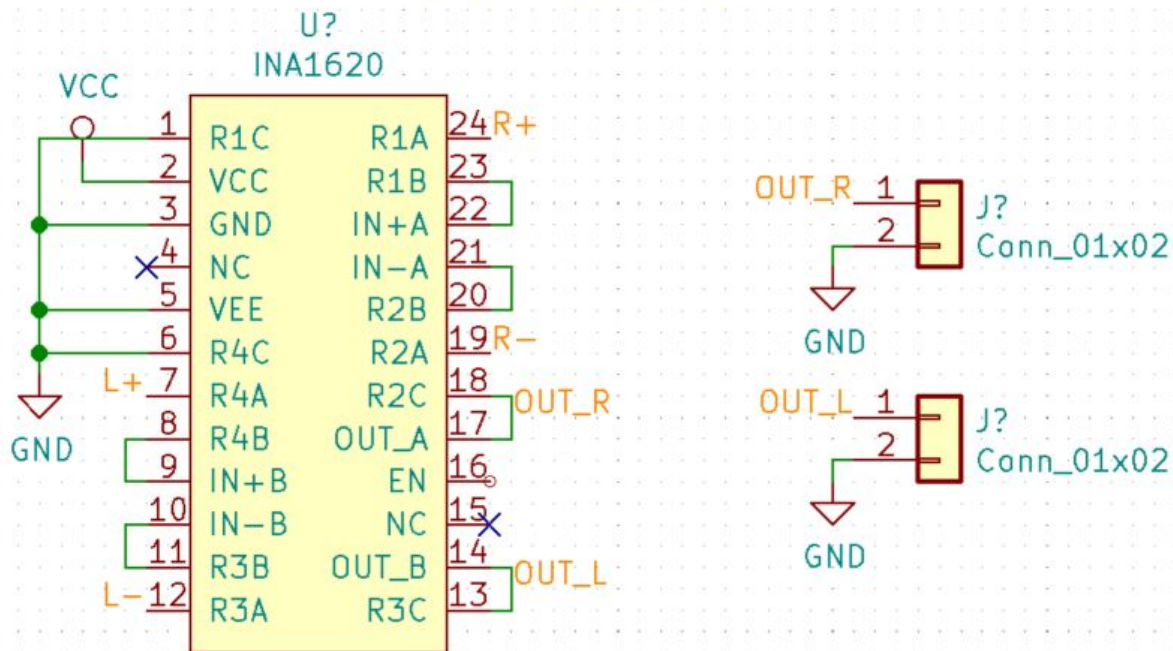 U?
INA1620
VCC
1 R1C R1A 24 R+
2 VCC R1B 23
3 GND IN+A 22
4 NC IN-A 21
5 VEE R2B 20
6 R4C R2A 19 R-
L+ 7 R4A R2C 18
OUT_R
GND
8 R4B OUT_A 17
9 IN+B EN 16
10 IN-B NC 15
11 R3B OUT_B 14
OUT_L
L- 12 R3A R3C 13
OUT_R 1
2
J?
Conn_01x02
GND
OUT_L 1
2
J?
Conn_01x02
GND